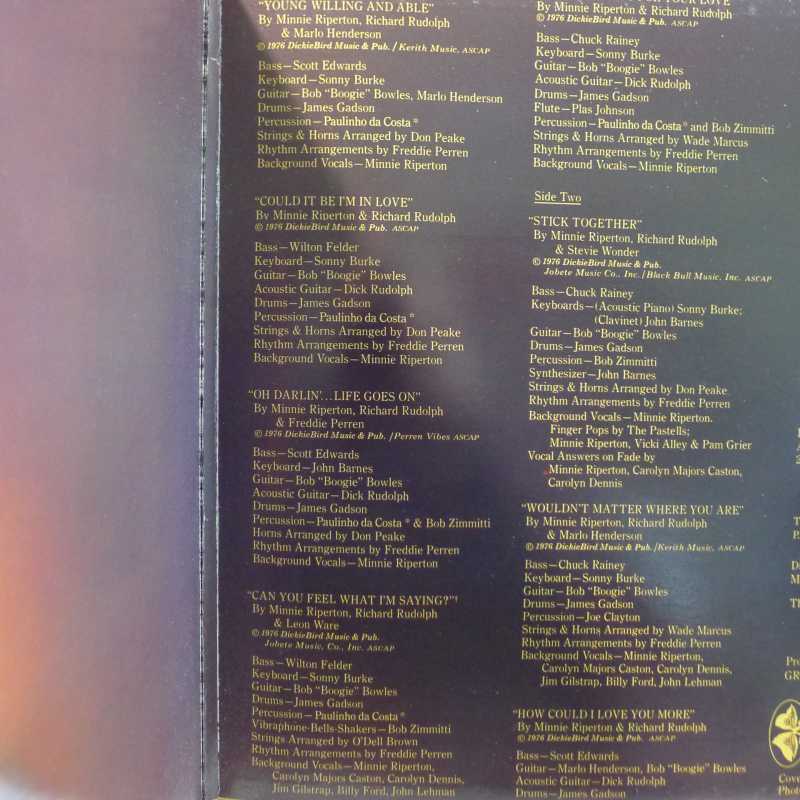 "YOUNG WILLING AND ABLE"
By Minnie Riperton, Richard Rudolph
& Marlo Henderson
© 1976 DickieBird Music & Pub. /Kerith Music. ASCAP
Bass—Scott Edwards
Keyboard—Sonny Burke
Guitar—Bob "Boogie" Bowles, Marlo Henderson
Drums—James Gadson
Percussion—Paulinho da Costa*
Strings & Horns Arranged by Don Peake
Rhythm Arrangements by Freddie Perren
Background Vocals—Minnie Riperton
"COULD IT BE I'M IN LOVE"
By Minnie Riperton & Richard Rudolph
© 1976 DickieBird Music & Pub. ASCAP
Bass—Wilton Felder
Keyboard—Sonny Burke
Guitar—Bob "Boogie" Bowles
Acoustic Guitar—Dick Rudolph
Drums—James Gadson
Percussion—Paulinho da Costa*
Strings & Horns Arranged by Don Peake
Rhythm Arrangements by Freddie Perren
Background Vocals—Minnie Riperton
"OH DARLIN'...LIFE GOES ON"
By Minnie Riperton, Richard Rudolph
& Freddie Perren
© 1976 DickieBird Music & Pub. /Perren Vibes ASCAP
Bass—Scott Edwards
Keyboard—John Barnes
Guitar—Bob "Boogie" Bowles
Acoustic Guitar—Dick Rudolph
Drums—James Gadson
Percussion—Paulinho da Costa* & Bob Zimmitti
Horns Arranged by Don Peake
Rhythm Arrangements by Freddie Perren
Background Vocals—Minnie Riperton
"CAN YOU FEEL WHAT I'M SAYING?"†
By Minnie Riperton, Richard Rudolph
& Leon Ware
© 1976 DickieBird Music & Pub.
Jobete Music, Co., Inc. ASCAP
Bass—Wilton Felder
Keyboard—Sonny Burke
Guitar—Bob "Boogie" Bowles
Drums—James Gadson
Percussion—Paulinho da Costa*
Vibraphone-Bells-Shakers—Bob Zimmitti
Strings Arranged by O'Dell Brown
Rhythm Arrangements by Freddie Perren
Background Vocals—Minnie Riperton,
Carolyn Majors Caston, Carolyn Dennis,
Jim Gilstrap, Billy Ford, John Lehman
YOUR LOVE
By Minnie Riperton & Richard Rudolph
© 1976 DickieBird Music & Pub. ASCAP
Bass—Chuck Rainey
Keyboard—Sonny Burke
Guitar—Bob "Boogie" Bowles
Acoustic Guitar—Dick Rudolph
Drums—James Gadson
Flute—Plas Johnson
Percussion—Paulinho da Costa* and Bob Zimmitti
Strings & Horns Arranged by Wade Marcus
Rhythm Arrangements by Freddie Perren
Background Vocals—Minnie Riperton
Side Two
"STICK TOGETHER"
By Minnie Riperton, Richard Rudolph
& Stevie Wonder
© 1976 DickieBird Music & Pub.
Jobete Music Co., Inc./Black Bull Music, Inc. ASCAP
Bass—Chuck Rainey
Keyboards—(Acoustic Piano) Sonny Burke;
(Clavinet) John Barnes
Guitar—Bob "Boogie" Bowles
Drums—James Gadson
Percussion—Bob Zimmitti
Synthesizer—John Barnes
Strings & Horns Arranged by Don Peake
Rhythm Arrangements by Freddie Perren
Background Vocals—Minnie Riperton.
Finger Pops by The Pastells;
Minnie Riperton, Vicki Alley & Pam Grier
Vocal Answers on Fade by
Minnie Riperton, Carolyn Majors Caston,
Carolyn Dennis
"WOULDN'T MATTER WHERE YOU ARE"
By Minnie Riperton, Richard Rudolph
& Marlo Henderson
© 1976 DickieBird Music & Pub./Kerith Music. ASCAP
Bass—Chuck Rainey
Keyboard—Sonny Burke
Guitar—Bob "Boogie" Bowles
Drums—James Gadson
Percussion—Joe Clayton
Strings & Horns Arranged by Wade Marcus
Rhythm Arrangements by Freddie Perren
Background Vocals—Minnie Riperton,
Carolyn Majors Caston, Carolyn Dennis,
Jim Gilstrap, Billy Ford, John Lehman
"HOW COULD I LOVE YOU MORE"
By Minnie Riperton & Richard Rudolph
© 1976 DickieBird Music & Pub. ASCAP
Bass—Scott Edwards
Guitar—Marlo Henderson, Bob "Boogie" Bowles
Acoustic Guitar—Dick Rudolph
Drums—James Gadson